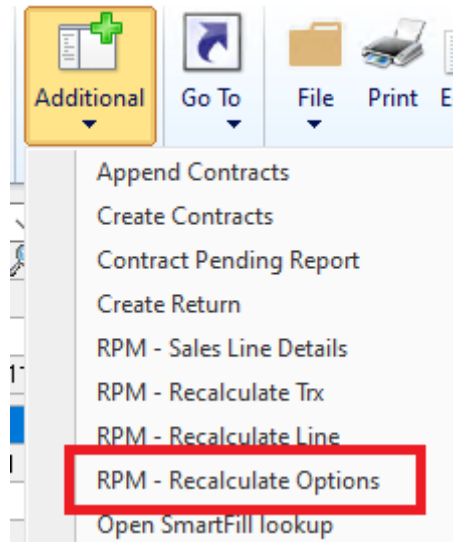 Additional Go To File Print
Append Contracts
Create Contracts
Contract Pending Report
Create Return
RPM - Sales Line Details
RPM - Recalculate Trx
RPM - Recalculate Line
RPM - Recalculate Options
Open SmartFill lookup